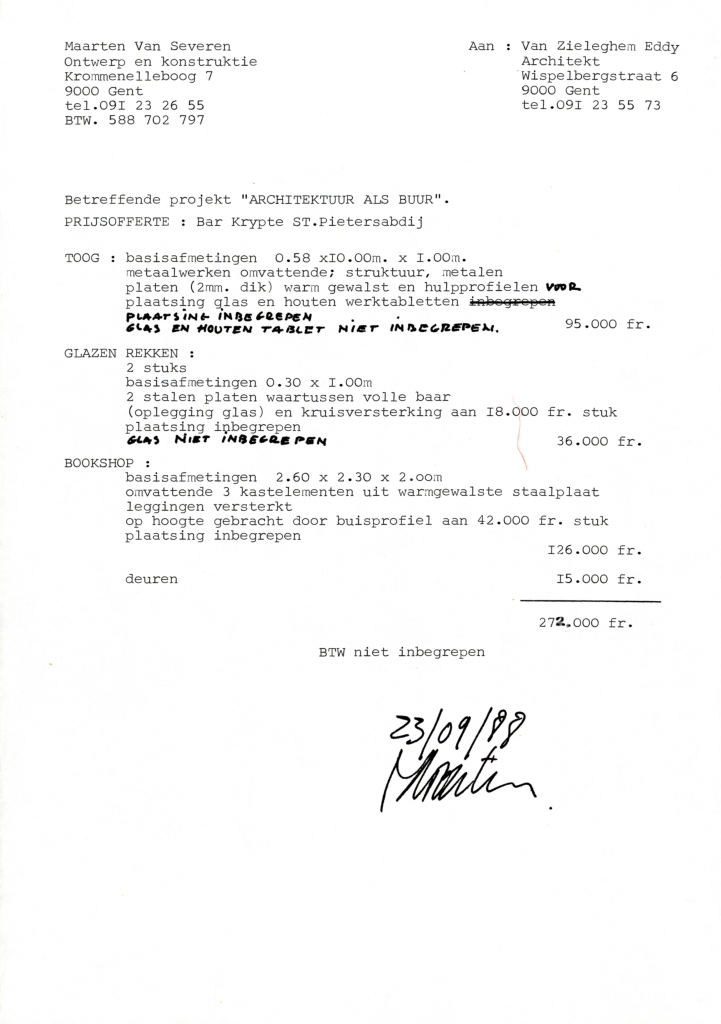 Maarten Van Severen
Ontwerp en konstruktie
Krommenelleboog 7
9000 Gent
tel.09I 23 26 55
BTW. 588 702 797
Aan : Van Zieleghem Eddy
Architekt
Wispelbergstraat 6
9000 Gent
tel.09I 23 55 73
Betreffende projekt "ARCHITEKTUUR ALS BUUR".
PRIJSOFFERTE : Bar Krypte ST.Pietersabdij
TOOG : basisafmetingen 0.58 xI0.00m. x I.00m.
metaalwerken omvattende; struktuur, metalen
platen (2mm. dik) warm gewalst en hulpprofielen VOOR
plaatsing glas en houten werktabletten inbegrepen
PLAATSING INBEGREPEN
GLAS EN HOUTEN TABLET NIET INBEGREPEN. 95.000 fr.
GLAZEN REKKEN :
2 stuks
basisafmetingen 0.30 x I.00m
2 stalen platen waartussen volle baar
(oplegging glas) en kruisversterking aan I8.000 fr. stuk
plaatsing inbegrepen
GLAS NIET INBEGREPEN 36.000 fr.
BOOKSHOP :
basisafmetingen 2.60 x 2.30 x 2.oom
omvattende 3 kastelementen uit warmgewalste staalplaat
leggingen versterkt
op hoogte gebracht door buisprofiel aan 42.000 fr. stuk
plaatsing inbegrepen
I26.000 fr.
deuren I5.000 fr.
272.000 fr.
BTW niet inbegrepen
23/09/88
Maarten